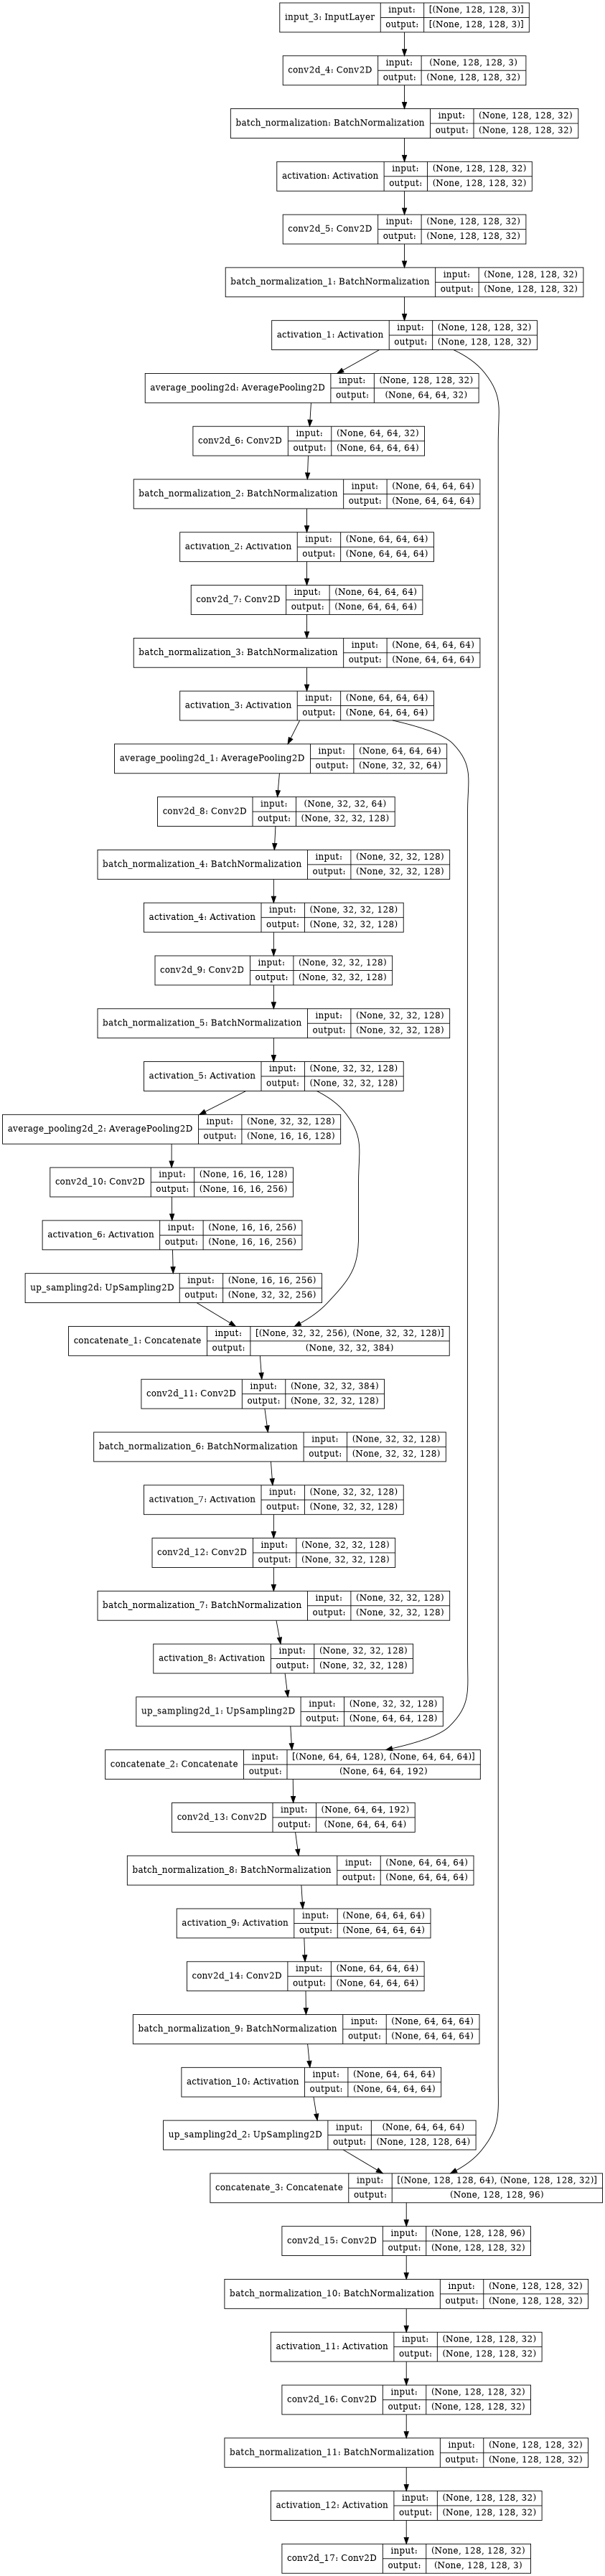 input_3: InputLayer input: [(None, 128, 128, 3)]
output: [(None, 128, 128, 3)]
conv2d_4: Conv2D input: (None, 128, 128, 3)
output: (None, 128, 128, 32)
batch_normalization: BatchNormalization input: (None, 128, 128, 32)
output: (None, 128, 128, 32)
activation: Activation input: (None, 128, 128, 32)
output: (None, 128, 128, 32)
conv2d_5: Conv2D input: (None, 128, 128, 32)
output: (None, 128, 128, 32)
batch_normalization_1: BatchNormalization input: (None, 128, 128, 32)
output: (None, 128, 128, 32)
activation_1: Activation input: (None, 128, 128, 32)
output: (None, 128, 128, 32)
average_pooling2d: AveragePooling2D input: (None, 128, 128, 32)
output: (None, 64, 64, 32)
conv2d_6: Conv2D input: (None, 64, 64, 32)
output: (None, 64, 64, 64)
batch_normalization_2: BatchNormalization input: (None, 64, 64, 64)
output: (None, 64, 64, 64)
activation_2: Activation input: (None, 64, 64, 64)
output: (None, 64, 64, 64)
conv2d_7: Conv2D input: (None, 64, 64, 64)
output: (None, 64, 64, 64)
batch_normalization_3: BatchNormalization input: (None, 64, 64, 64)
output: (None, 64, 64, 64)
activation_3: Activation input: (None, 64, 64, 64)
output: (None, 64, 64, 64)
average_pooling2d_1: AveragePooling2D input: (None, 64, 64, 64)
output: (None, 32, 32, 64)
conv2d_8: Conv2D input: (None, 32, 32, 64)
output: (None, 32, 32, 128)
batch_normalization_4: BatchNormalization input: (None, 32, 32, 128)
output: (None, 32, 32, 128)
activation_4: Activation input: (None, 32, 32, 128)
output: (None, 32, 32, 128)
conv2d_9: Conv2D input: (None, 32, 32, 128)
output: (None, 32, 32, 128)
batch_normalization_5: BatchNormalization input: (None, 32, 32, 128)
output: (None, 32, 32, 128)
activation_5: Activation input: (None, 32, 32, 128)
output: (None, 32, 32, 128)
average_pooling2d_2: AveragePooling2D input: (None, 32, 32, 128)
output: (None, 16, 16, 128)
conv2d_10: Conv2D input: (None, 16, 16, 128)
output: (None, 16, 16, 256)
activation_6: Activation input: (None, 16, 16, 256)
output: (None, 16, 16, 256)
up_sampling2d: UpSampling2D input: (None, 16, 16, 256)
output: (None, 32, 32, 256)
concatenate_1: Concatenate input: [(None, 32, 32, 256), (None, 32, 32, 128)]
output: (None, 32, 32, 384)
conv2d_11: Conv2D input: (None, 32, 32, 384)
output: (None, 32, 32, 128)
batch_normalization_6: BatchNormalization input: (None, 32, 32, 128)
output: (None, 32, 32, 128)
activation_7: Activation input: (None, 32, 32, 128)
output: (None, 32, 32, 128)
conv2d_12: Conv2D input: (None, 32, 32, 128)
output: (None, 32, 32, 128)
batch_normalization_7: BatchNormalization input: (None, 32, 32, 128)
output: (None, 32, 32, 128)
activation_8: Activation input: (None, 32, 32, 128)
output: (None, 32, 32, 128)
up_sampling2d_1: UpSampling2D input: (None, 32, 32, 128)
output: (None, 64, 64, 128)
concatenate_2: Concatenate input: [(None, 64, 64, 128), (None, 64, 64, 64)]
output: (None, 64, 64, 192)
conv2d_13: Conv2D input: (None, 64, 64, 192)
output: (None, 64, 64, 64)
batch_normalization_8: BatchNormalization input: (None, 64, 64, 64)
output: (None, 64, 64, 64)
activation_9: Activation input: (None, 64, 64, 64)
output: (None, 64, 64, 64)
conv2d_14: Conv2D input: (None, 64, 64, 64)
output: (None, 64, 64, 64)
batch_normalization_9: BatchNormalization input: (None, 64, 64, 64)
output: (None, 64, 64, 64)
activation_10: Activation input: (None, 64, 64, 64)
output: (None, 64, 64, 64)
up_sampling2d_2: UpSampling2D input: (None, 64, 64, 64)
output: (None, 128, 128, 64)
concatenate_3: Concatenate input: [(None, 128, 128, 64), (None, 128, 128, 32)]
output: (None, 128, 128, 96)
conv2d_15: Conv2D input: (None, 128, 128, 96)
output: (None, 128, 128, 32)
batch_normalization_10: BatchNormalization input: (None, 128, 128, 32)
output: (None, 128, 128, 32)
activation_11: Activation input: (None, 128, 128, 32)
output: (None, 128, 128, 32)
conv2d_16: Conv2D input: (None, 128, 128, 32)
output: (None, 128, 128, 32)
batch_normalization_11: BatchNormalization input: (None, 128, 128, 32)
output: (None, 128, 128, 32)
activation_12: Activation input: (None, 128, 128, 32)
output: (None, 128, 128, 32)
conv2d_17: Conv2D input: (None, 128, 128, 32)
output: (None, 128, 128, 3)